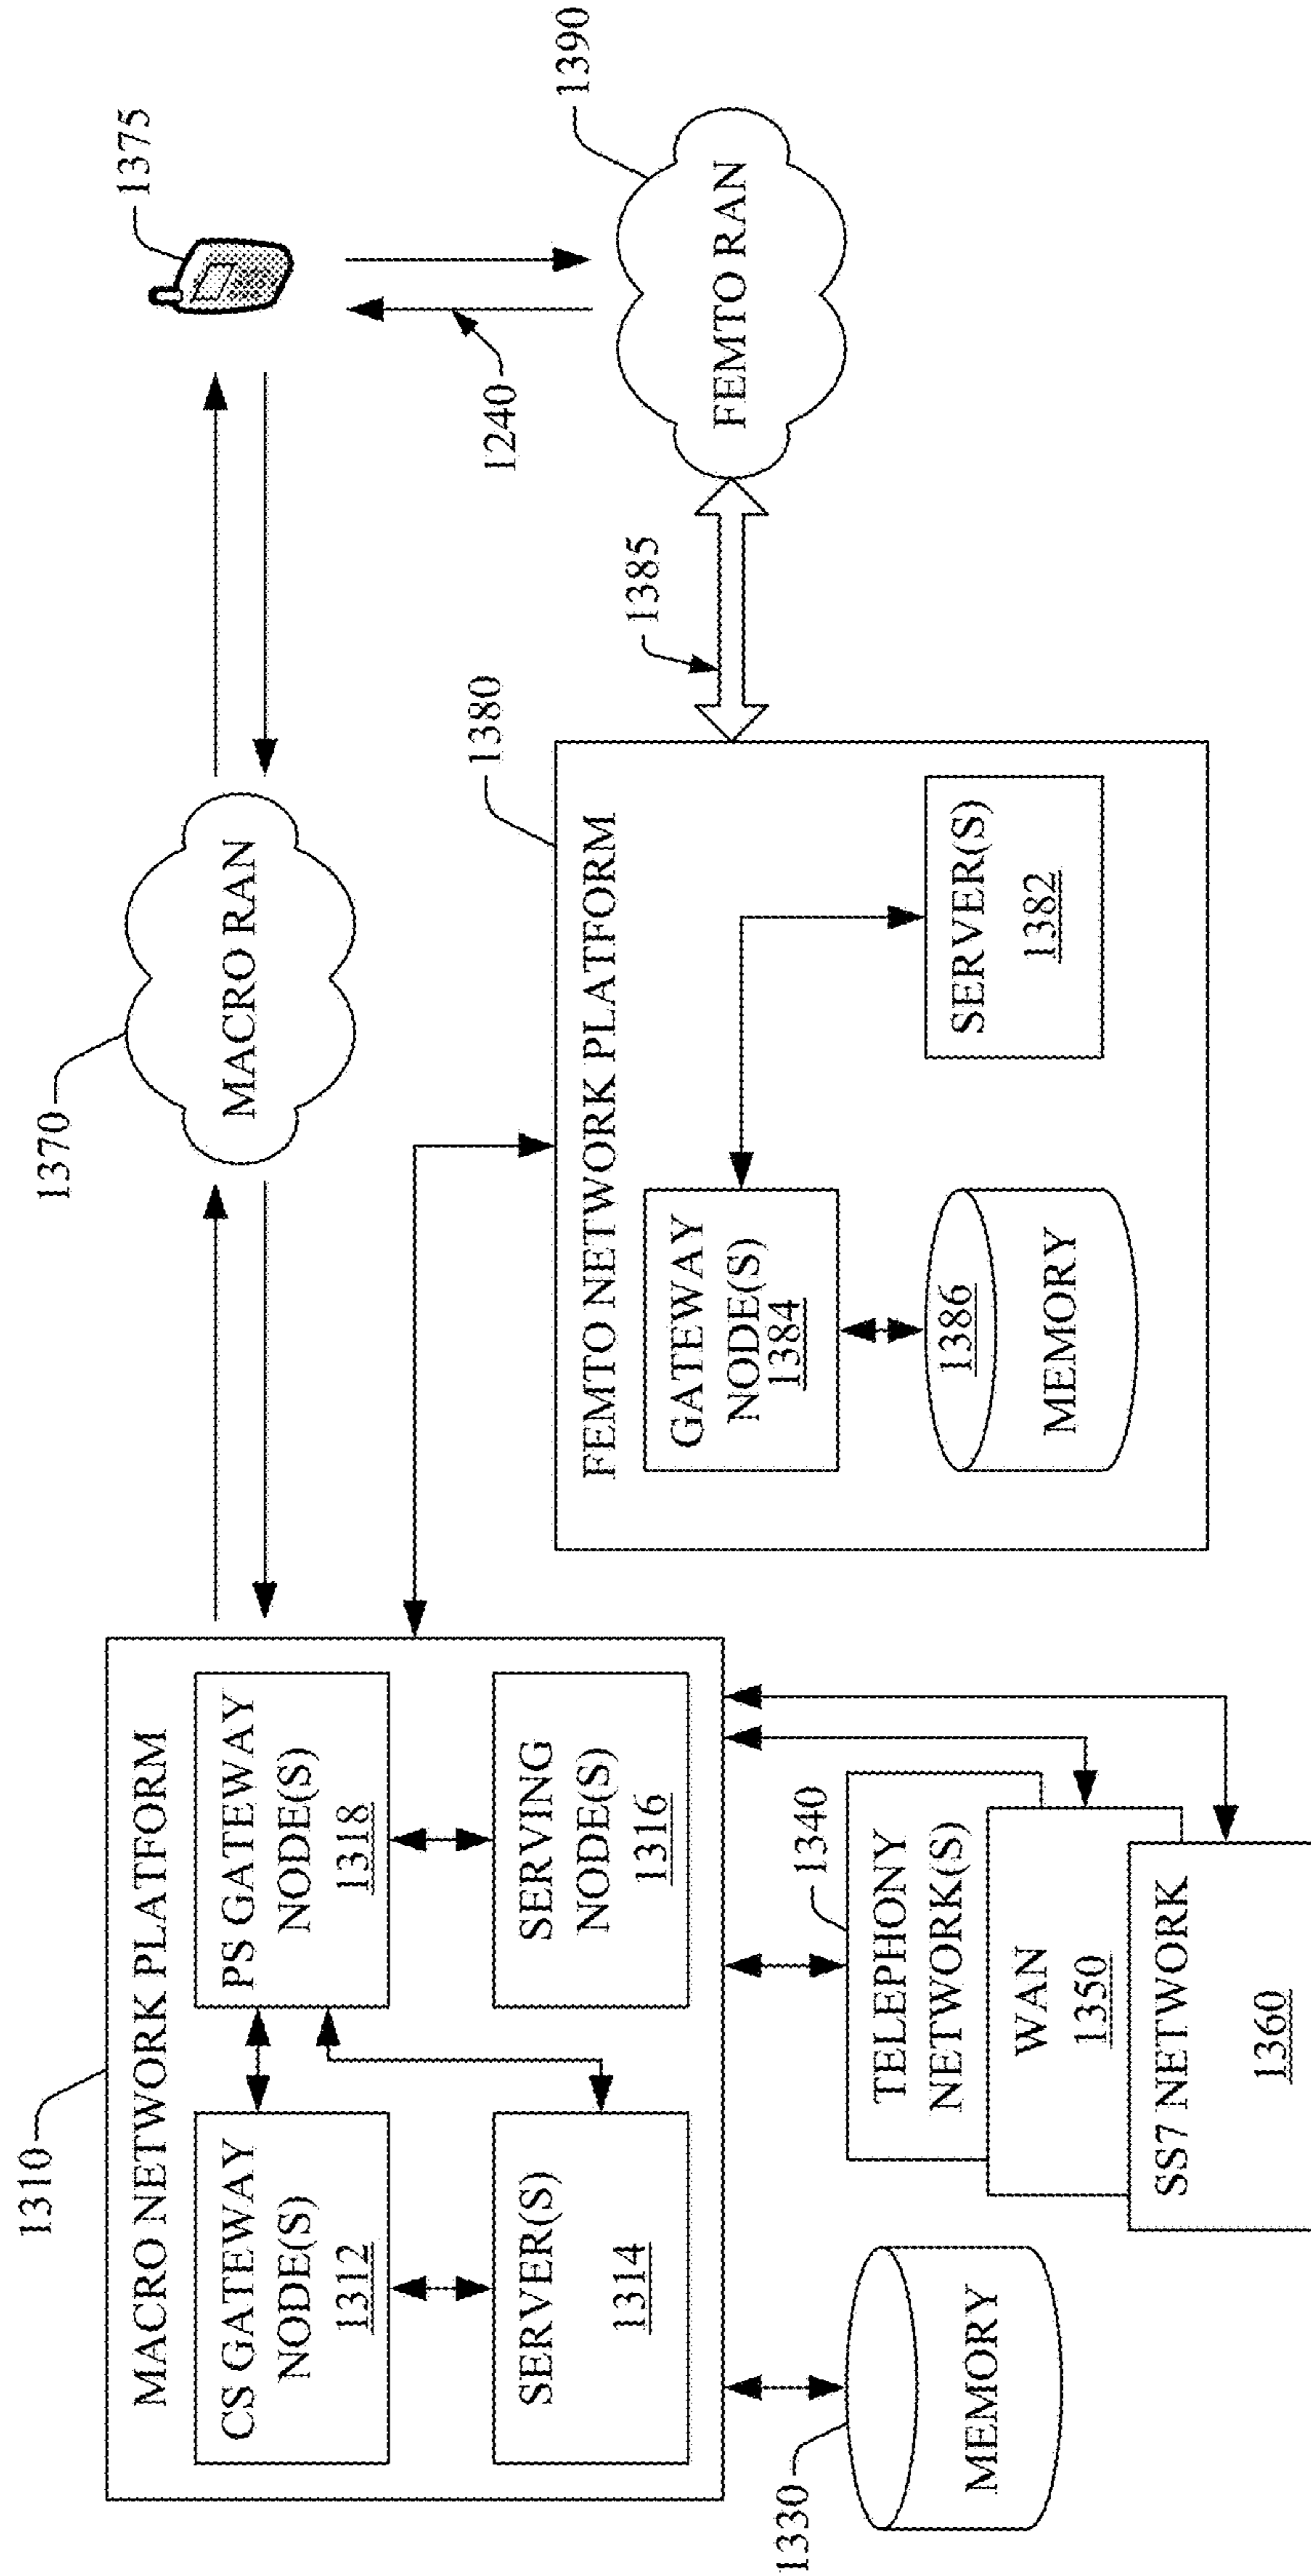 1310
MACRO NETWORK PLATFORM
CS GATEWAY
NODE(S)
1312
PS GATEWAY
NODE(S)
1318
SERVER(S)
1314
SERVING
NODE(S)
1316
1330
MEMORY
1340
TELEPHONY
NETWORK(S)
WAN
1350
SS7 NETWORK
1360
1370
MACRO RAN
1375
1380
FEMTO NETWORK PLATFORM
GATEWAY
NODE(S)
1384
1386
MEMORY
SERVER(S)
1382
1385
1240
FEMTO RAN
1390